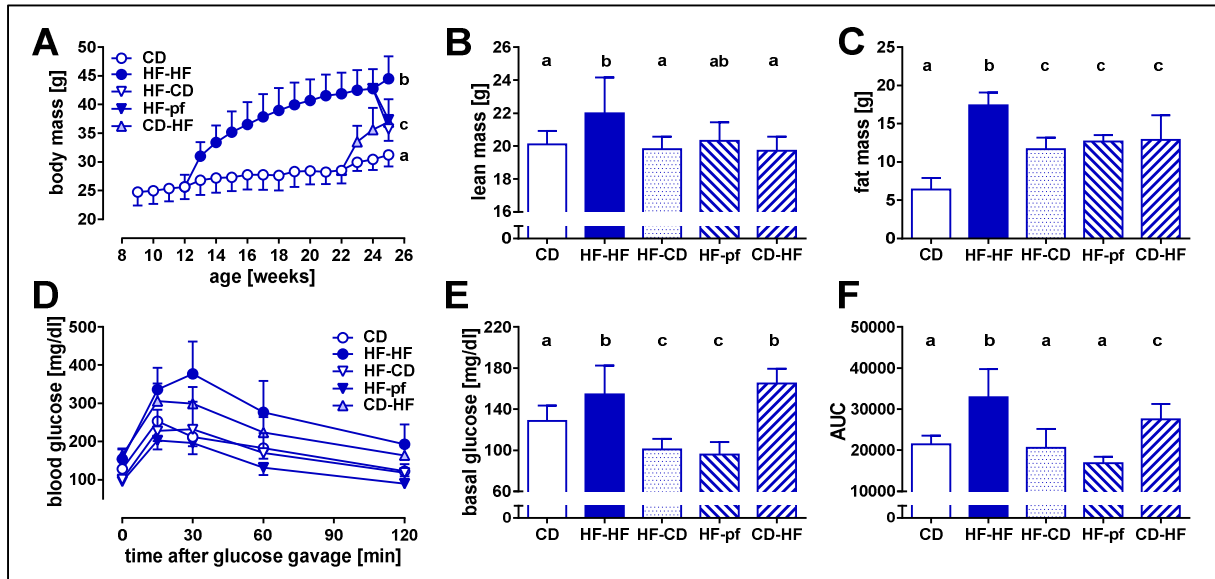 A
CD
HF-HF
HF-CD
HF-pf
CD-HF
body mass [g]
50
45
40
35
30
25
20
b
c
a
8 10 12 14 16 18 20 22 24 26
age [weeks]
B
lean mass [g]
26
24
22
20
18
16
0
a b a ab a
CD HF-HF HF-CD HF-pf CD-HF
C
fat mass [g]
25
20
15
10
5
0
a b c c c
CD HF-HF HF-CD HF-pf CD-HF
D
blood glucose [mg/dl]
500
400
300
200
100
CD
HF-HF
HF-CD
HF-pf
CD-HF
0 30 60 90 120
time after glucose gavage [min]
E
basal glucose [mg/dl]
220
180
140
100
60
0
a b c c b
CD HF-HF HF-CD HF-pf CD-HF
F
AUC
50000
40000
30000
20000
10000
0
a b a a c
CD HF-HF HF-CD HF-pf CD-HF